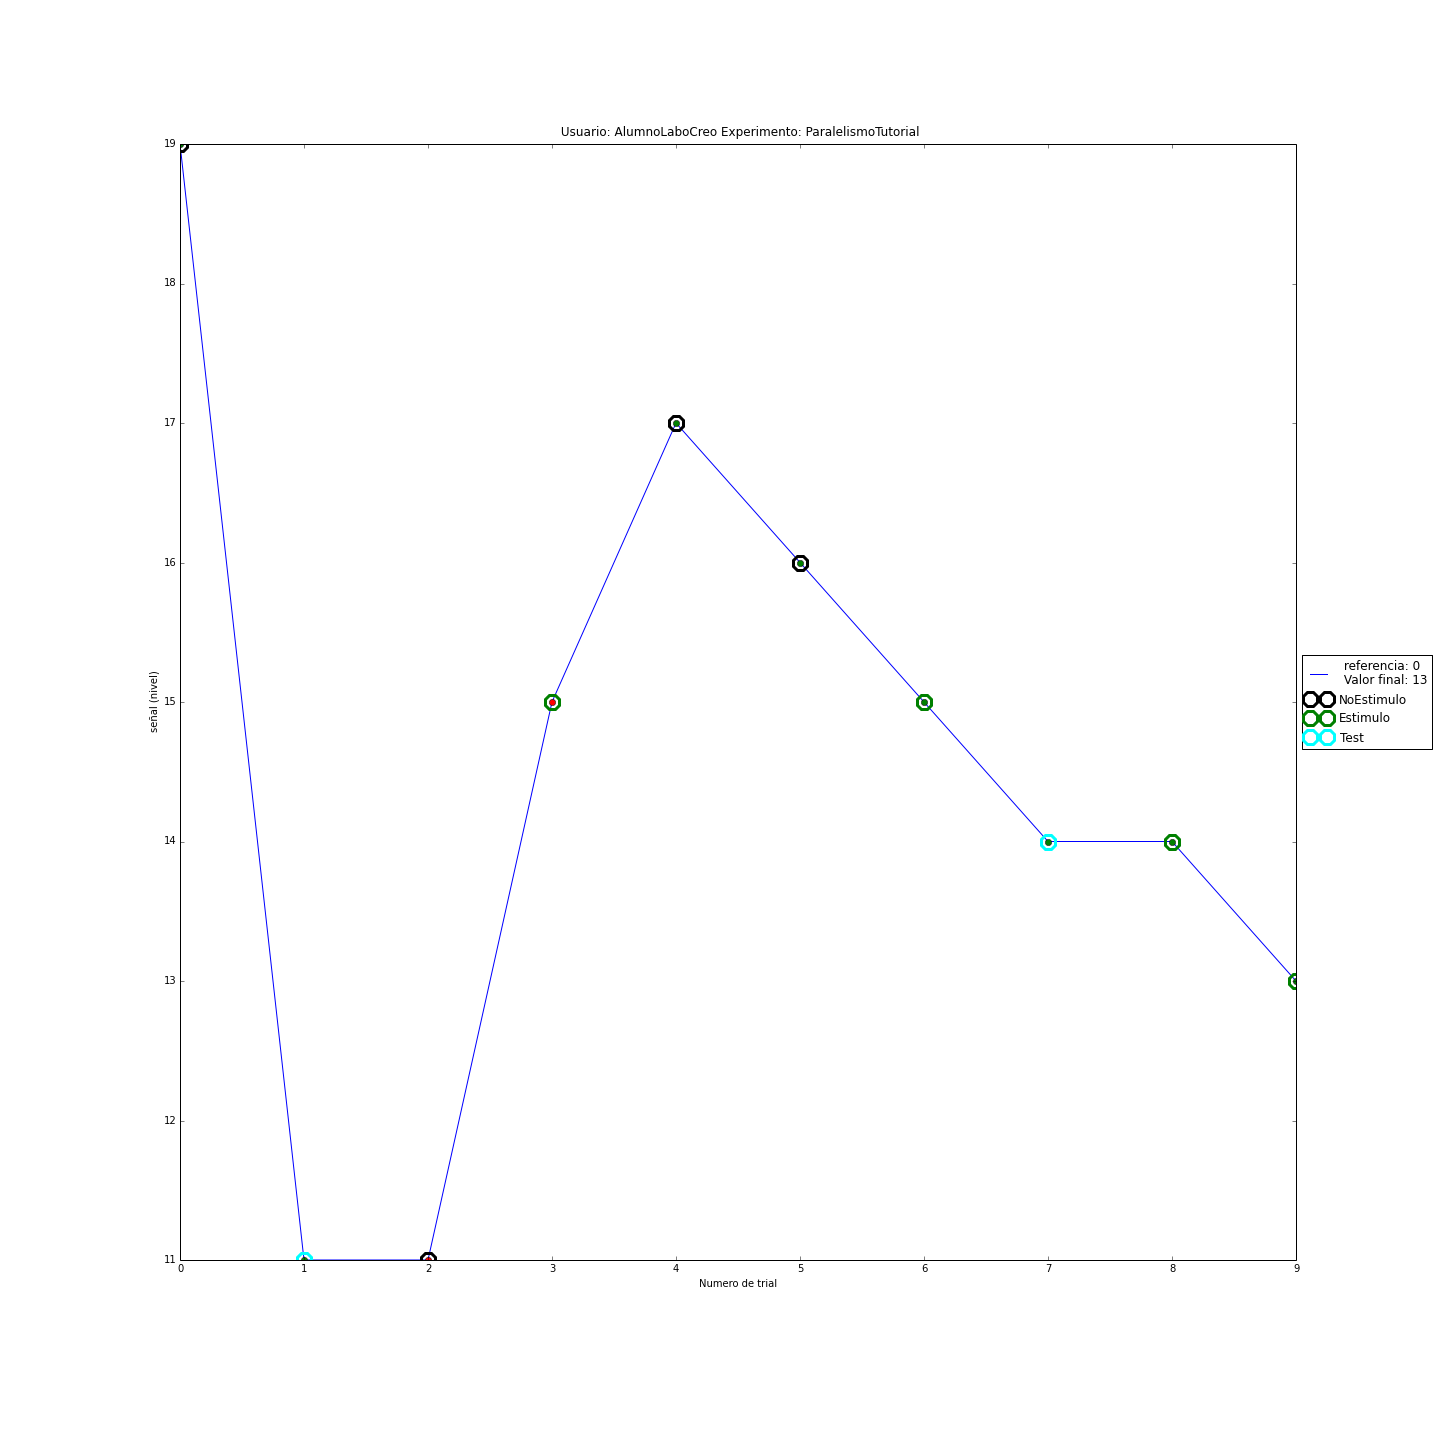 Usuario: AlumnoLaboCreo Experimento: ParalelismoTutorial
19
18
17
16
15
14
13
12
11
señal (nivel)
0 1 2 3 4 5 6 7 8 9
Numero de trial
referencia: 0
Valor final: 13
NoEstimulo
Estimulo
Test